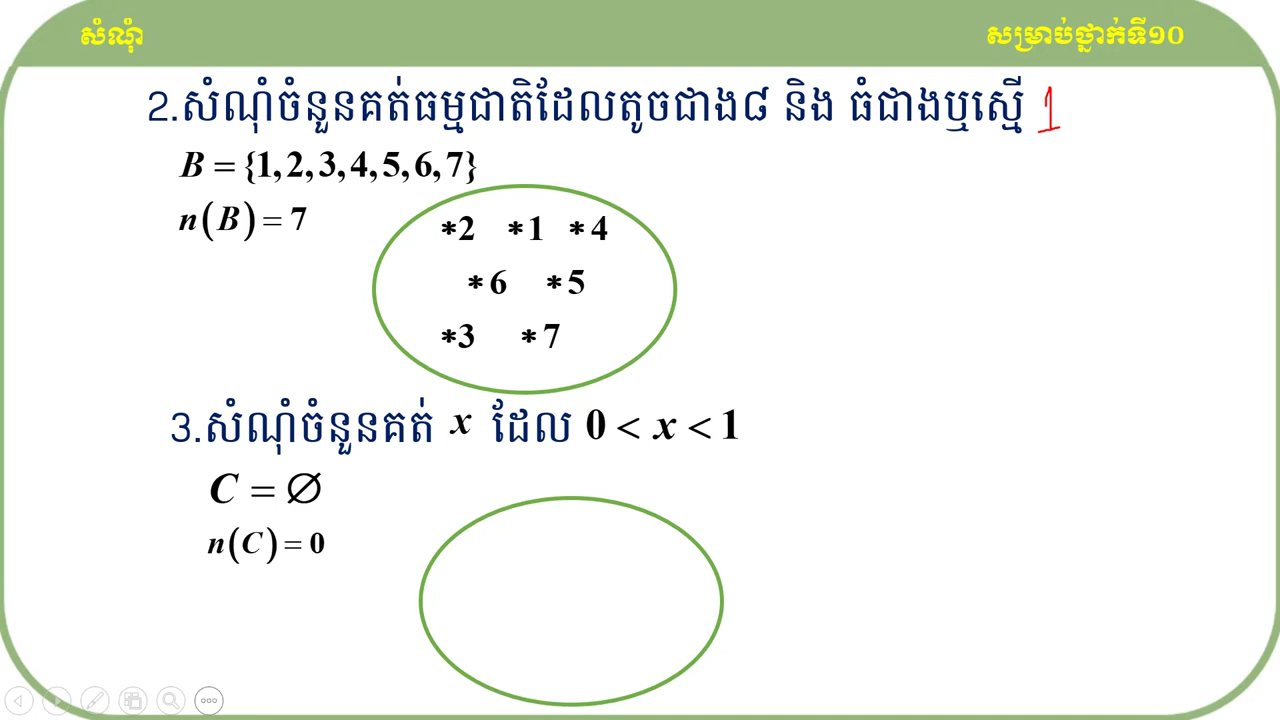 សំណុំ
សម្រាប់ថ្នាក់ទី១០
2.សំណុំចំនួនគត់ធម្មជាតិដែលតូចជាង៨ និង ធំជាងឬស្មើ 1
B = {1,2,3,4,5,6,7}
n(B) = 7
*2 *1 *4
*6 *5
*3 *7
3.សំណុំចំនួនគត់ x ដែល 0 < x < 1
C = ∅
n(C) = 0